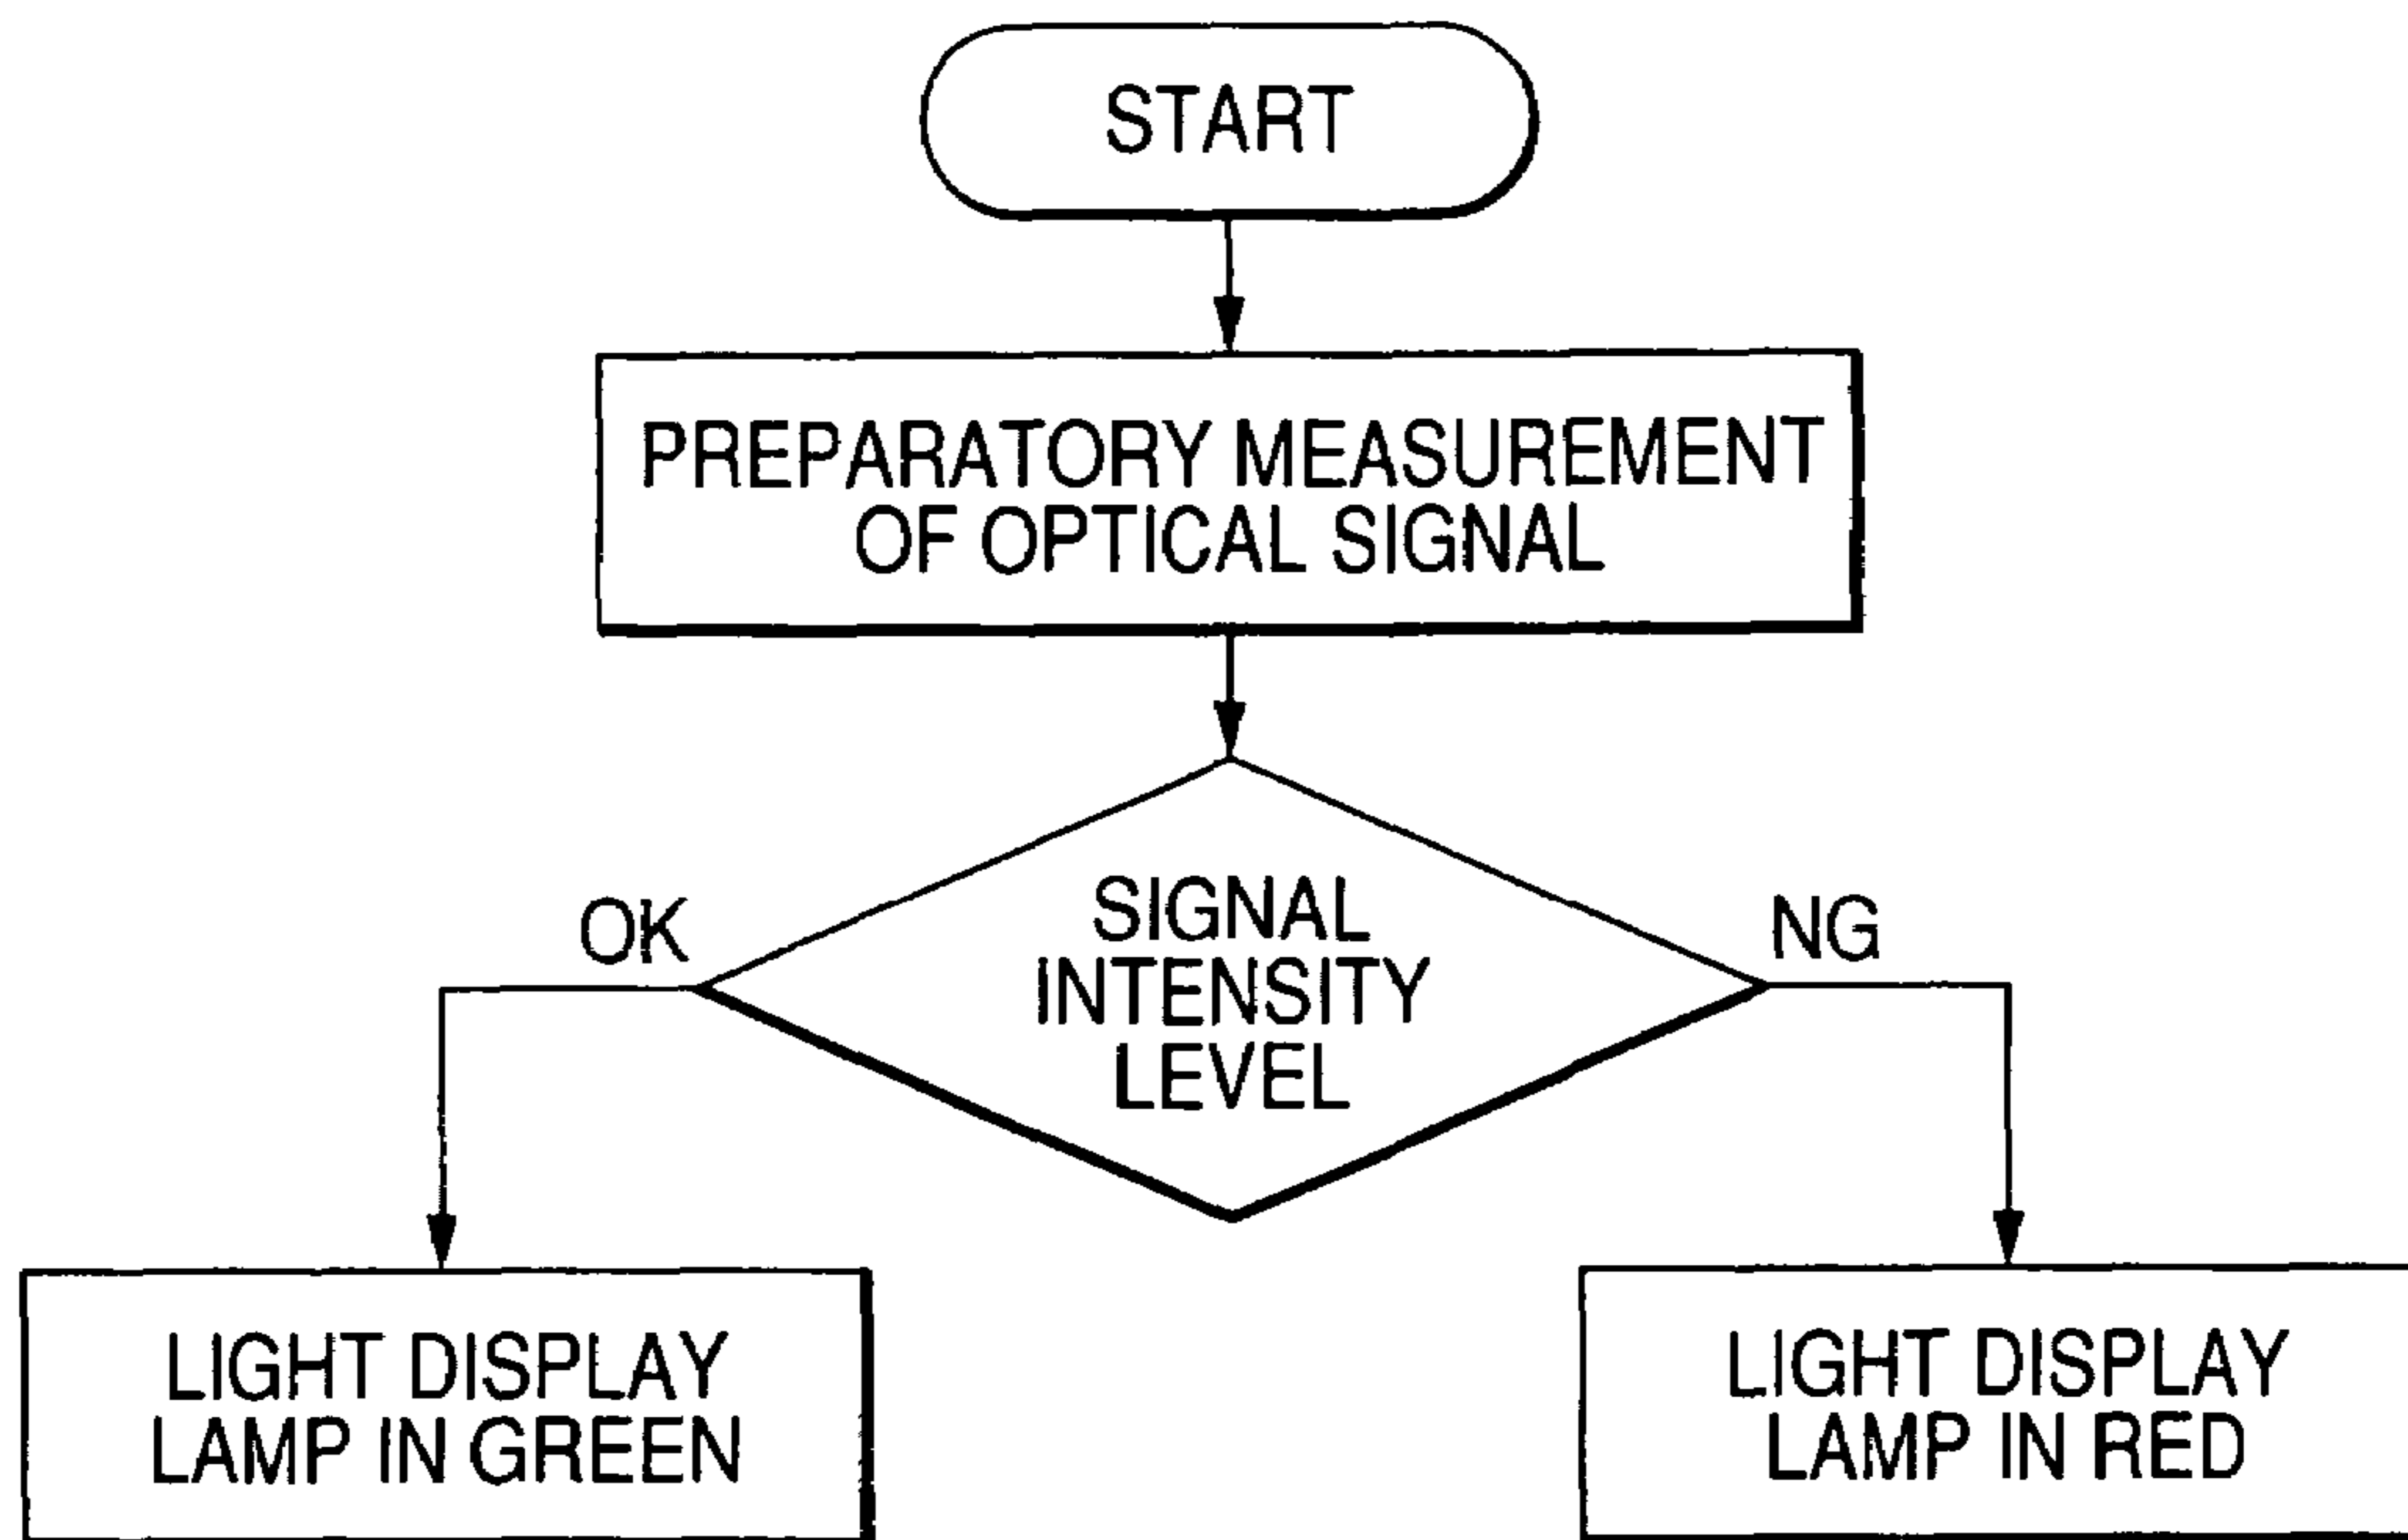 START
PREPARATORY MEASUREMENT
OF OPTICAL SIGNAL
SIGNAL
INTENSITY
LEVEL
OK
NG
LIGHT DISPLAY
LAMP IN GREEN
LIGHT DISPLAY
LAMP IN RED